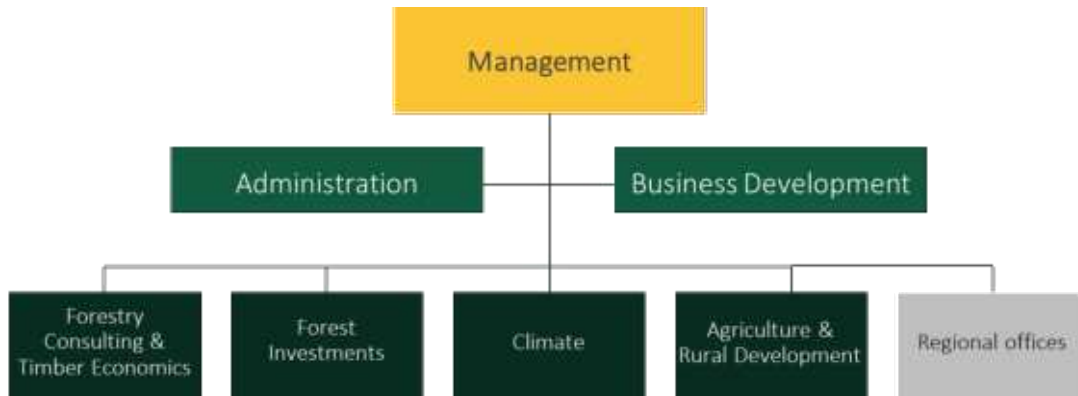 Management
Administration
Business Development
Forestry
Consulting &
Timber Economics
Forest
Investments
Climate
Agriculture &
Rural Development
Regional offices